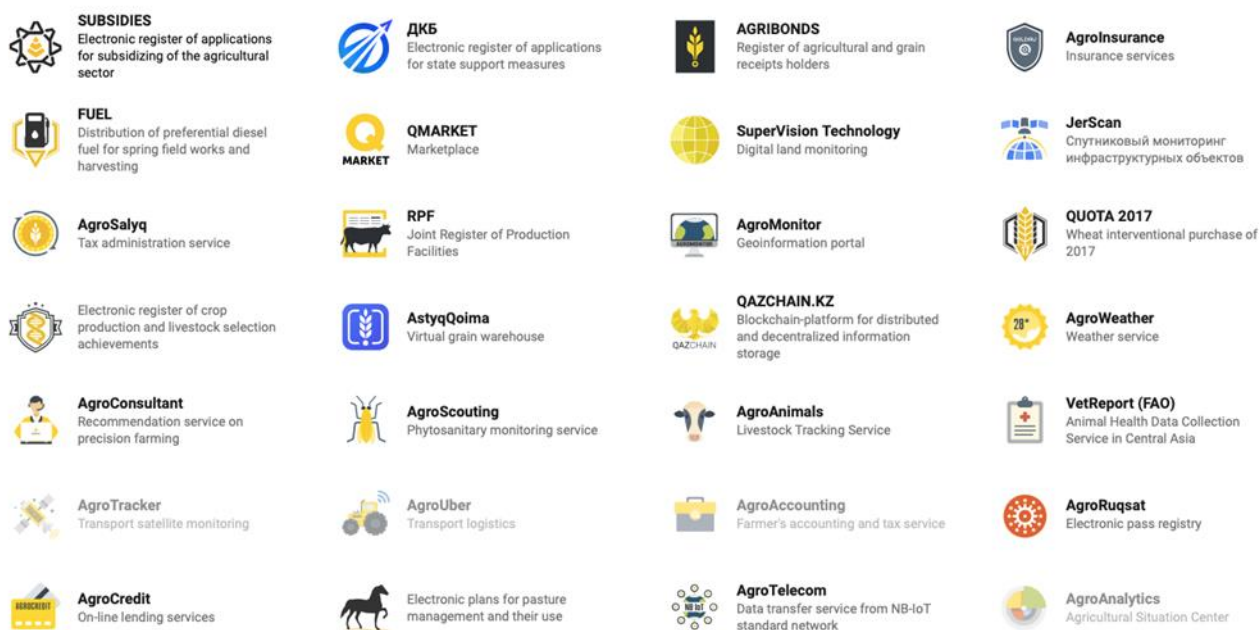 SUBSIDIES
Electronic register of applications
for subsidizing of the agricultural
sector
ДКБ
Electronic register of applications
for state support measures
AGRIBONDS
Register of agricultural and grain
receipts holders
AgroInsurance
Insurance services
FUEL
Distribution of preferential diesel
fuel for spring field works and
harvesting
MARKET
QMARKET
Marketplace
SuperVision Technology
Digital land monitoring
JerScan
Спутниковый мониторинг
инфраструктурных объектов
AgroSalyq
Tax administration service
RPF
Joint Register of Production
Facilities
AGROMONITOR
AgroMonitor
Geoinformation portal
QUOTA 2017
Wheat interventional purchase of
2017
Electronic register of crop
production and livestock selection
achievements
AstyqQoima
Virtual grain warehouse
QAZCHAIN
QAZCHAIN.KZ
Blockchain-platform for distributed
and decentralized information
storage
28°
AgroWeather
Weather service
AgroConsultant
Recommendation service on
precision farming
AgroScouting
Phytosanitary monitoring service
AgroAnimals
Livestock Tracking Service
VetReport (FAO)
Animal Health Data Collection
Service in Central Asia
AgroTracker
Transport satellite monitoring
AgroUber
Transport logistics
AgroAccounting
Farmer's accounting and tax service
AgroRuqsat
Electronic pass registry
AGROCREDIT
AgroCredit
On-line lending services
Electronic plans for pasture
management and their use
NB IoT
AgroTelecom
Data transfer service from NB-IoT
standard network
AgroAnalytics
Agricultural Situation Center